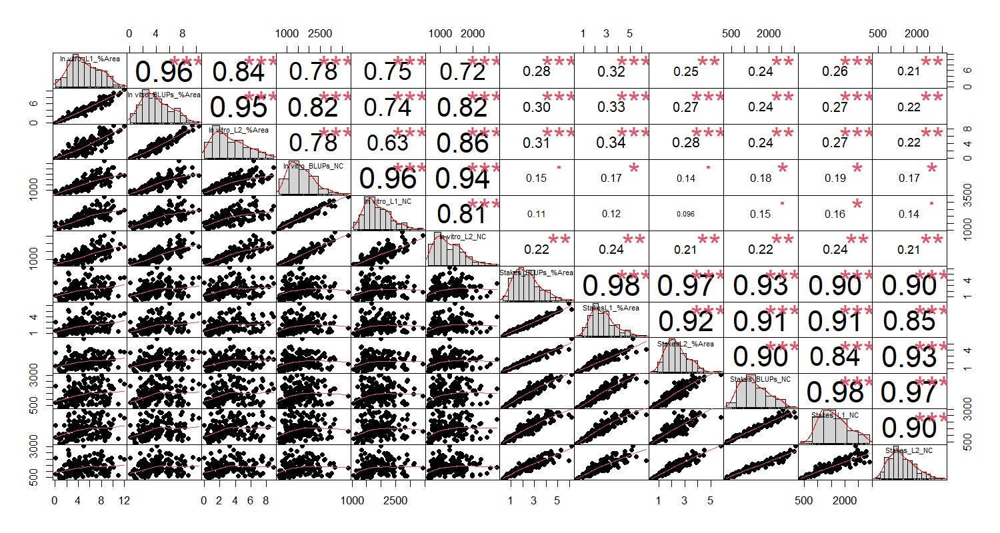 0 4 8 1000 2500 1000 2000 1 3 5 500 2000 500 2000
In vitro_L1_%Area 0.96 *** 0.84 *** 0.78 *** 0.75 *** 0.72 *** 0.28 *** 0.32 *** 0.25 ** 0.24 ** 0.26 *** 0.21 ** 0 6
0 6 In vitro_BLUPs_%Area 0.95 *** 0.82 *** 0.74 *** 0.82 *** 0.30 *** 0.33 *** 0.27 *** 0.24 ** 0.27 *** 0.22 **
In vitro_L2_%Area 0.78 *** 0.63 *** 0.86 *** 0.31 *** 0.34 *** 0.28 *** 0.24 ** 0.27 *** 0.22 ** 0 4 8
1000 In vitro_BLUPs_NC 0.96 *** 0.94 *** 0.15 . 0.17 * 0.14 . 0.18 * 0.19 * 0.17 *
In vitro_L1_NC 0.81 *** 0.11 0.12 0.096 0.15 . 0.16 * 0.14 . 1000 3500
1000 In vitro_L2_NC 0.22 ** 0.24 ** 0.21 ** 0.22 ** 0.24 ** 0.21 **
Stakes_BLUPs_%Area 0.98 *** 0.97 *** 0.93 *** 0.90 *** 0.90 *** 1 4
1 4 StakesL1_%Area 0.92 *** 0.91 *** 0.91 *** 0.85 ***
StakesL2_%Area 0.90 *** 0.84 *** 0.93 *** 1 4
500 3000 Stakes_BLUPs_NC 0.98 *** 0.97 ***
Stakes_L1_NC 0.90 *** 500 3000
500 3000 Stakes_L2_NC
0 4 8 12 0 2 4 6 8 1000 2500 1 3 5 1 3 5 500 2000